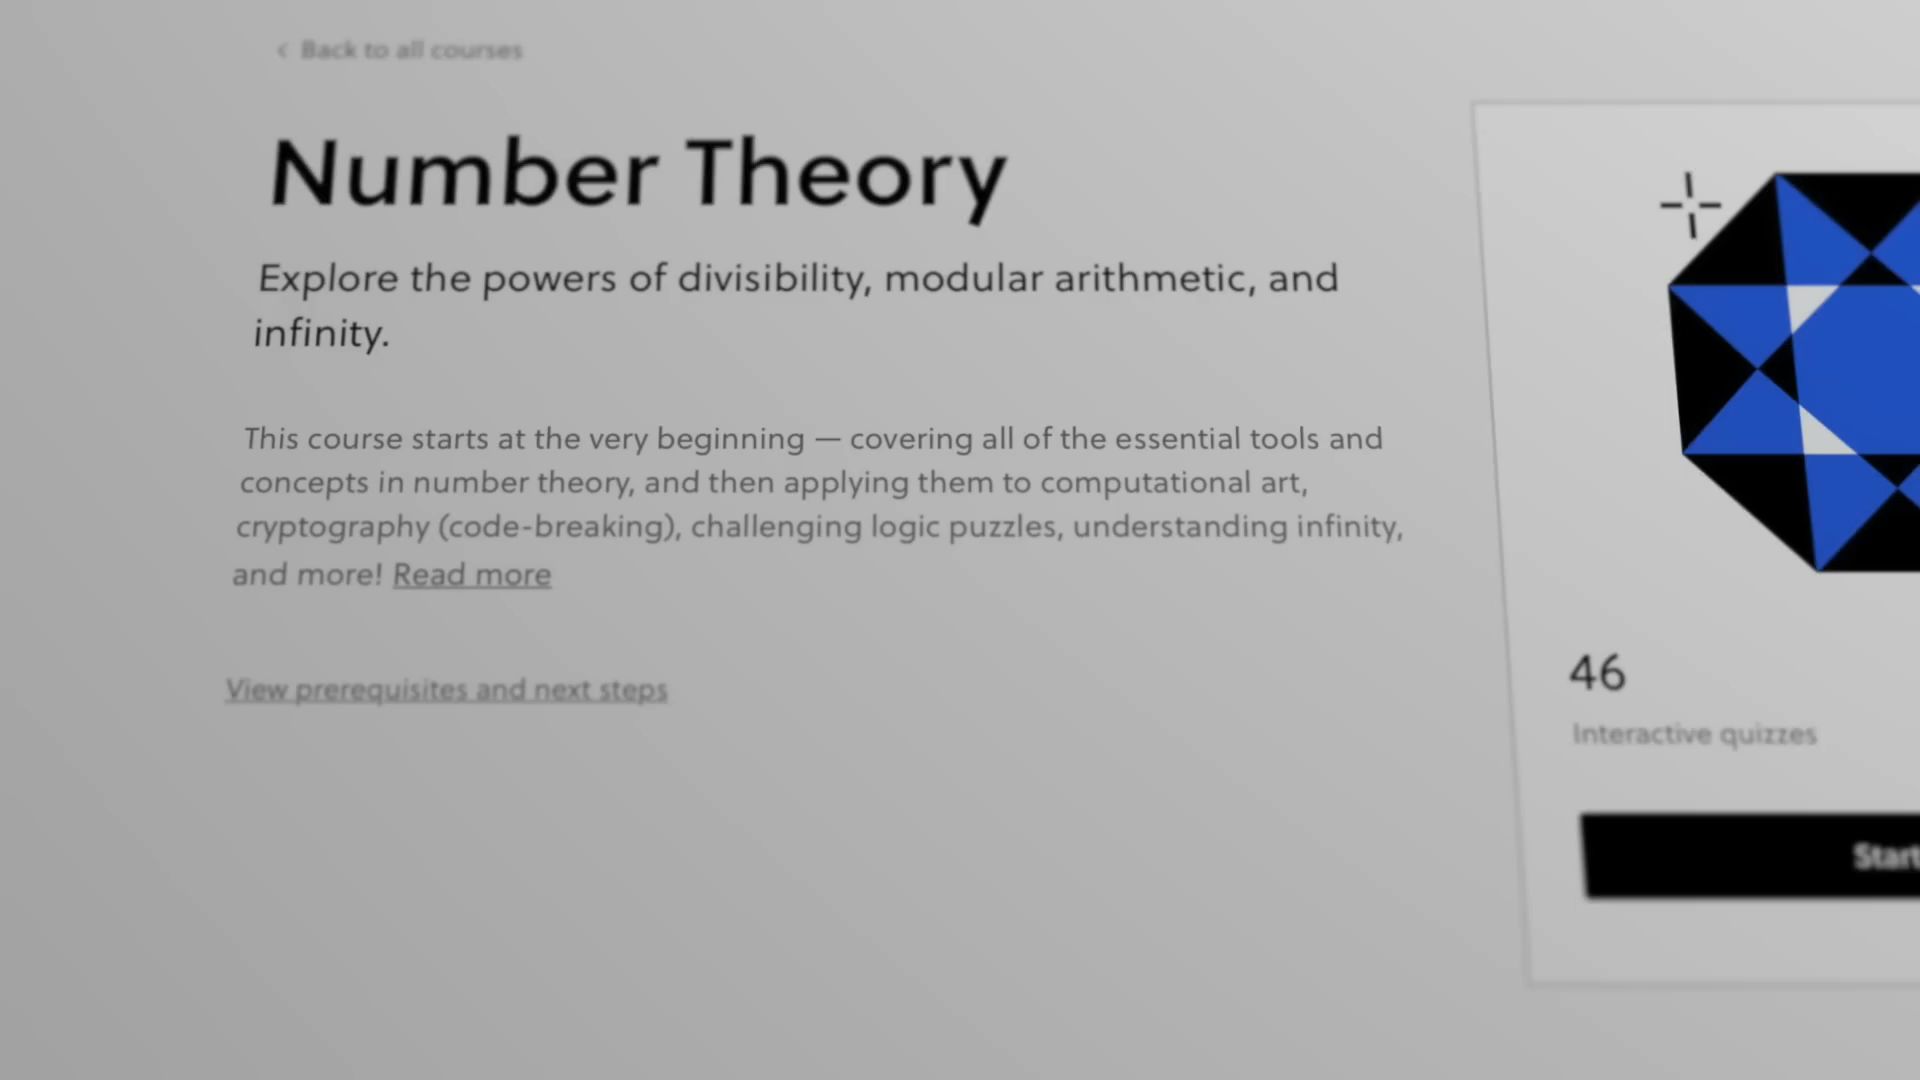 < Back to all courses
Number Theory
Explore the powers of divisibility, modular arithmetic, and
infinity.
This course starts at the very beginning — covering all of the essential tools and
concepts in number theory, and then applying them to computational art,
cryptography (code-breaking), challenging logic puzzles, understanding infinity,
and more! Read more
View prerequisites and next steps
46
Interactive quizzes
Start